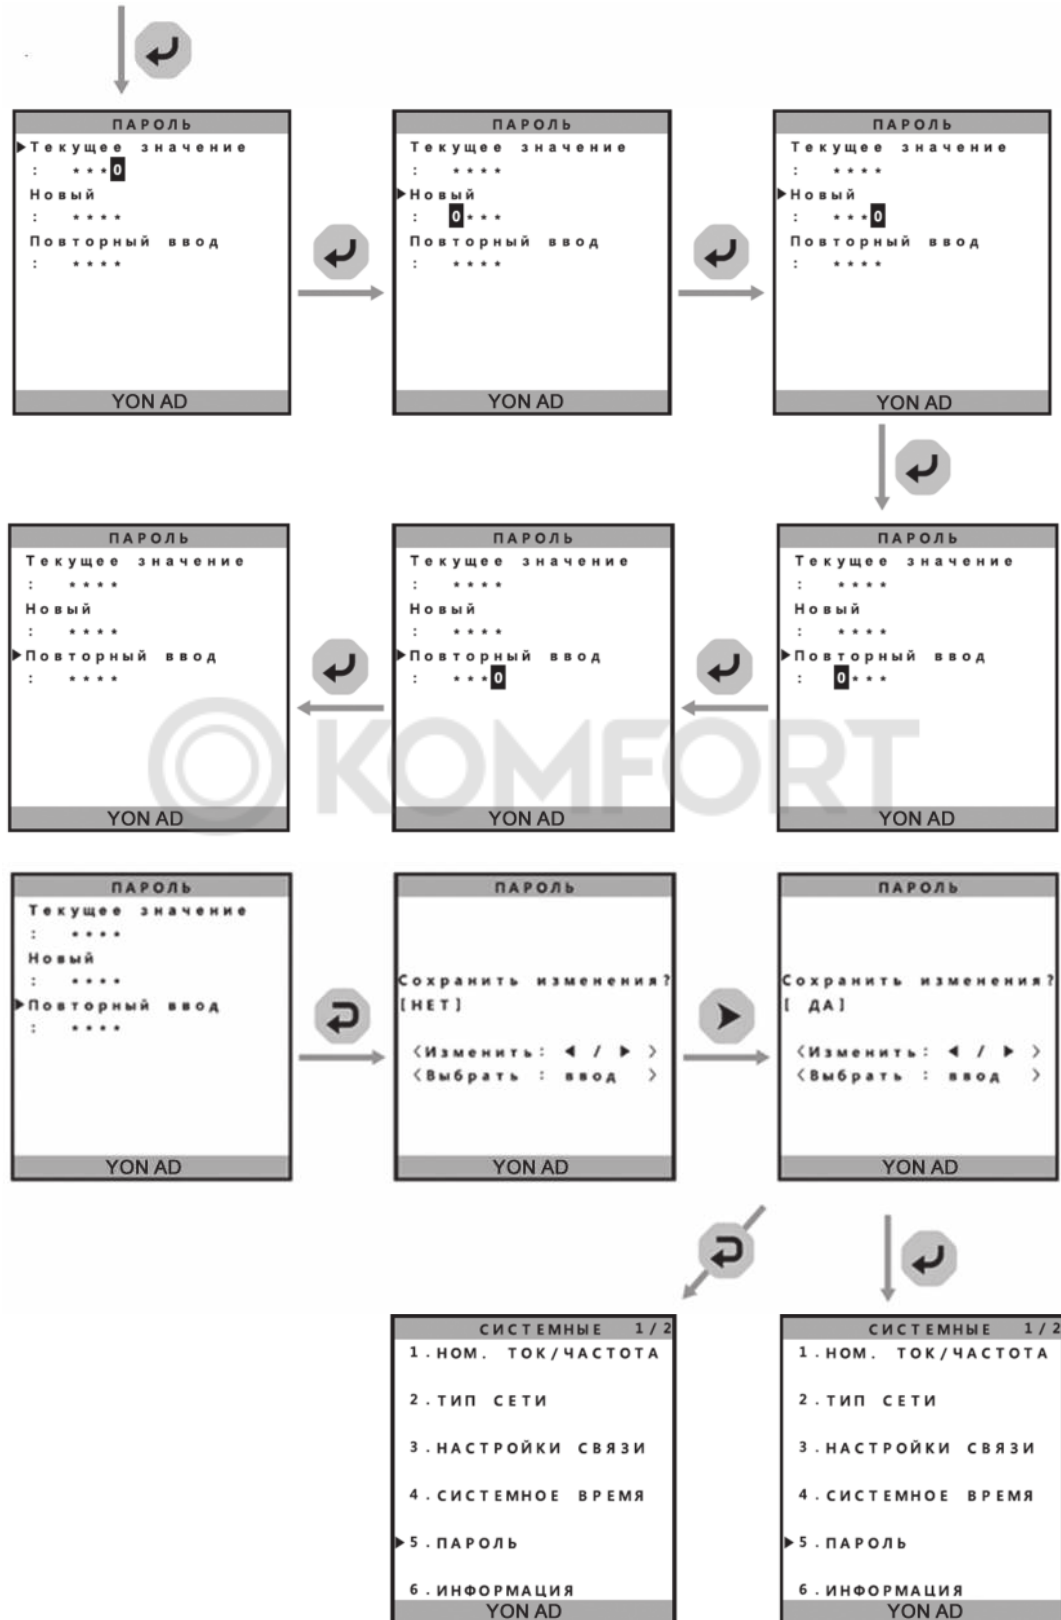 ПАРОЛЬ
▶Текущее значение
: ***0
Новый
: ****
Повторный ввод
: ****
YON AD
ПАРОЛЬ
Текущее значение
: ****
▶Новый
: 0***
Повторный ввод
: ****
YON AD
ПАРОЛЬ
Текущее значение
: ****
▶Новый
: ***0
Повторный ввод
: ****
YON AD
ПАРОЛЬ
Текущее значение
: ****
Новый
: ****
▶Повторный ввод
: ****
YON AD
ПАРОЛЬ
Текущее значение
: ****
Новый
: ****
▶Повторный ввод
: ***0
YON AD
ПАРОЛЬ
Текущее значение
: ****
Новый
: ****
▶Повторный ввод
: 0***
YON AD
KOMFORT
ПАРОЛЬ
Текущее значение
: ****
Новый
: ****
▶Повторный ввод
: ****
YON AD
ПАРОЛЬ
Сохранить изменения?
[НЕТ]
<Изменить: ◀ / ▶ >
<Выбрать : ввод >
YON AD
ПАРОЛЬ
Сохранить изменения?
[ ДА]
<Изменить: ◀ / ▶ >
<Выбрать : ввод >
YON AD
СИСТЕМНЫЕ 1/2
1.НОМ. ТОК/ЧАСТОТА
2.ТИП СЕТИ
3.НАСТРОЙКИ СВЯЗИ
4.СИСТЕМНОЕ ВРЕМЯ
▶5.ПАРОЛЬ
6.ИНФОРМАЦИЯ
YON AD
СИСТЕМНЫЕ 1/2
1.НОМ. ТОК/ЧАСТОТА
2.ТИП СЕТИ
3.НАСТРОЙКИ СВЯЗИ
4.СИСТЕМНОЕ ВРЕМЯ
▶5.ПАРОЛЬ
6.ИНФОРМАЦИЯ
YON AD